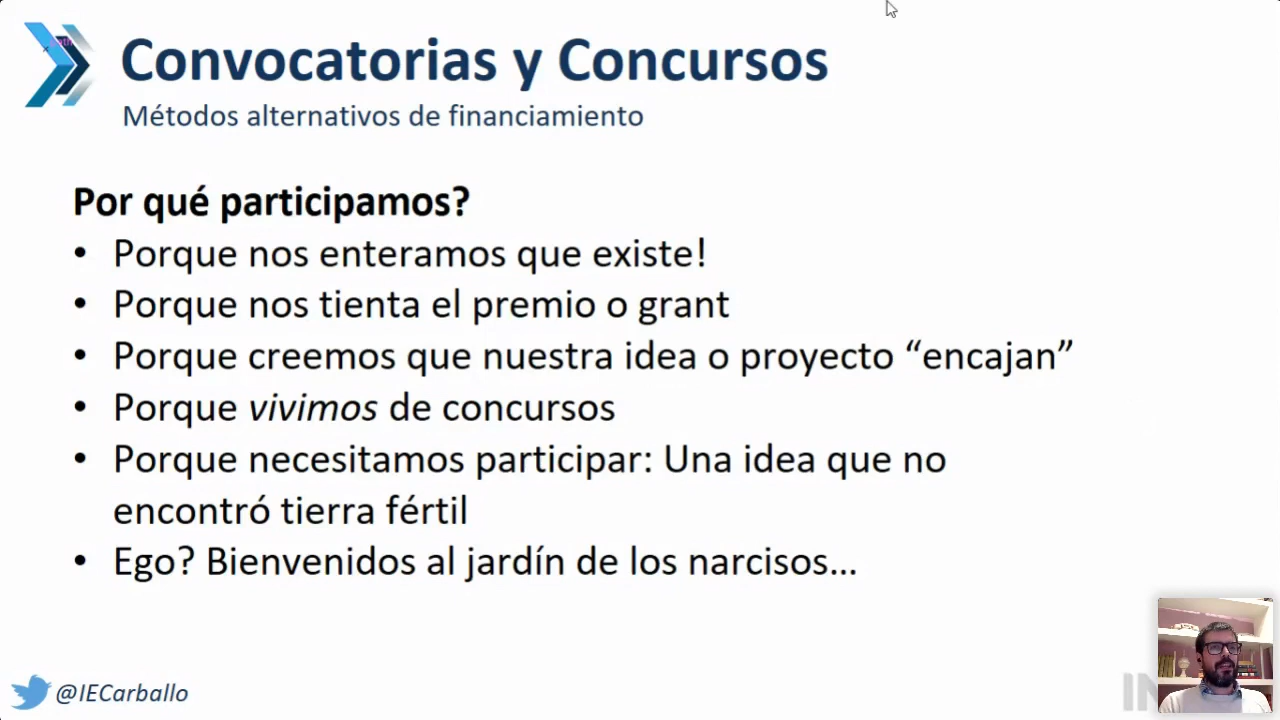 Convocatorias y Concursos
Métodos alternativos de financiamiento
Por qué participamos?
• Porque nos enteramos que existe!
• Porque nos tienta el premio o grant
• Porque creemos que nuestra idea o proyecto “encajan”
• Porque vivimos de concursos
• Porque necesitamos participar: Una idea que no
encontró tierra fértil
• Ego? Bienvenidos al jardín de los narcisos…
@IECarballo